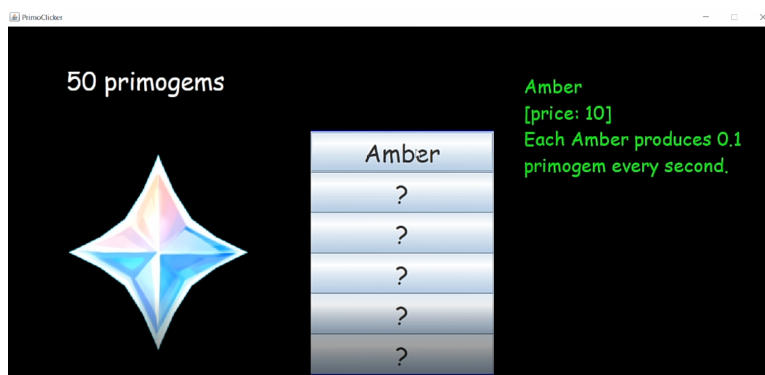 PrimoClicker
50 primogems
Amber
?
?
?
?
?
Amber
[price: 10]
Each Amber produces 0.1
primogem every second.